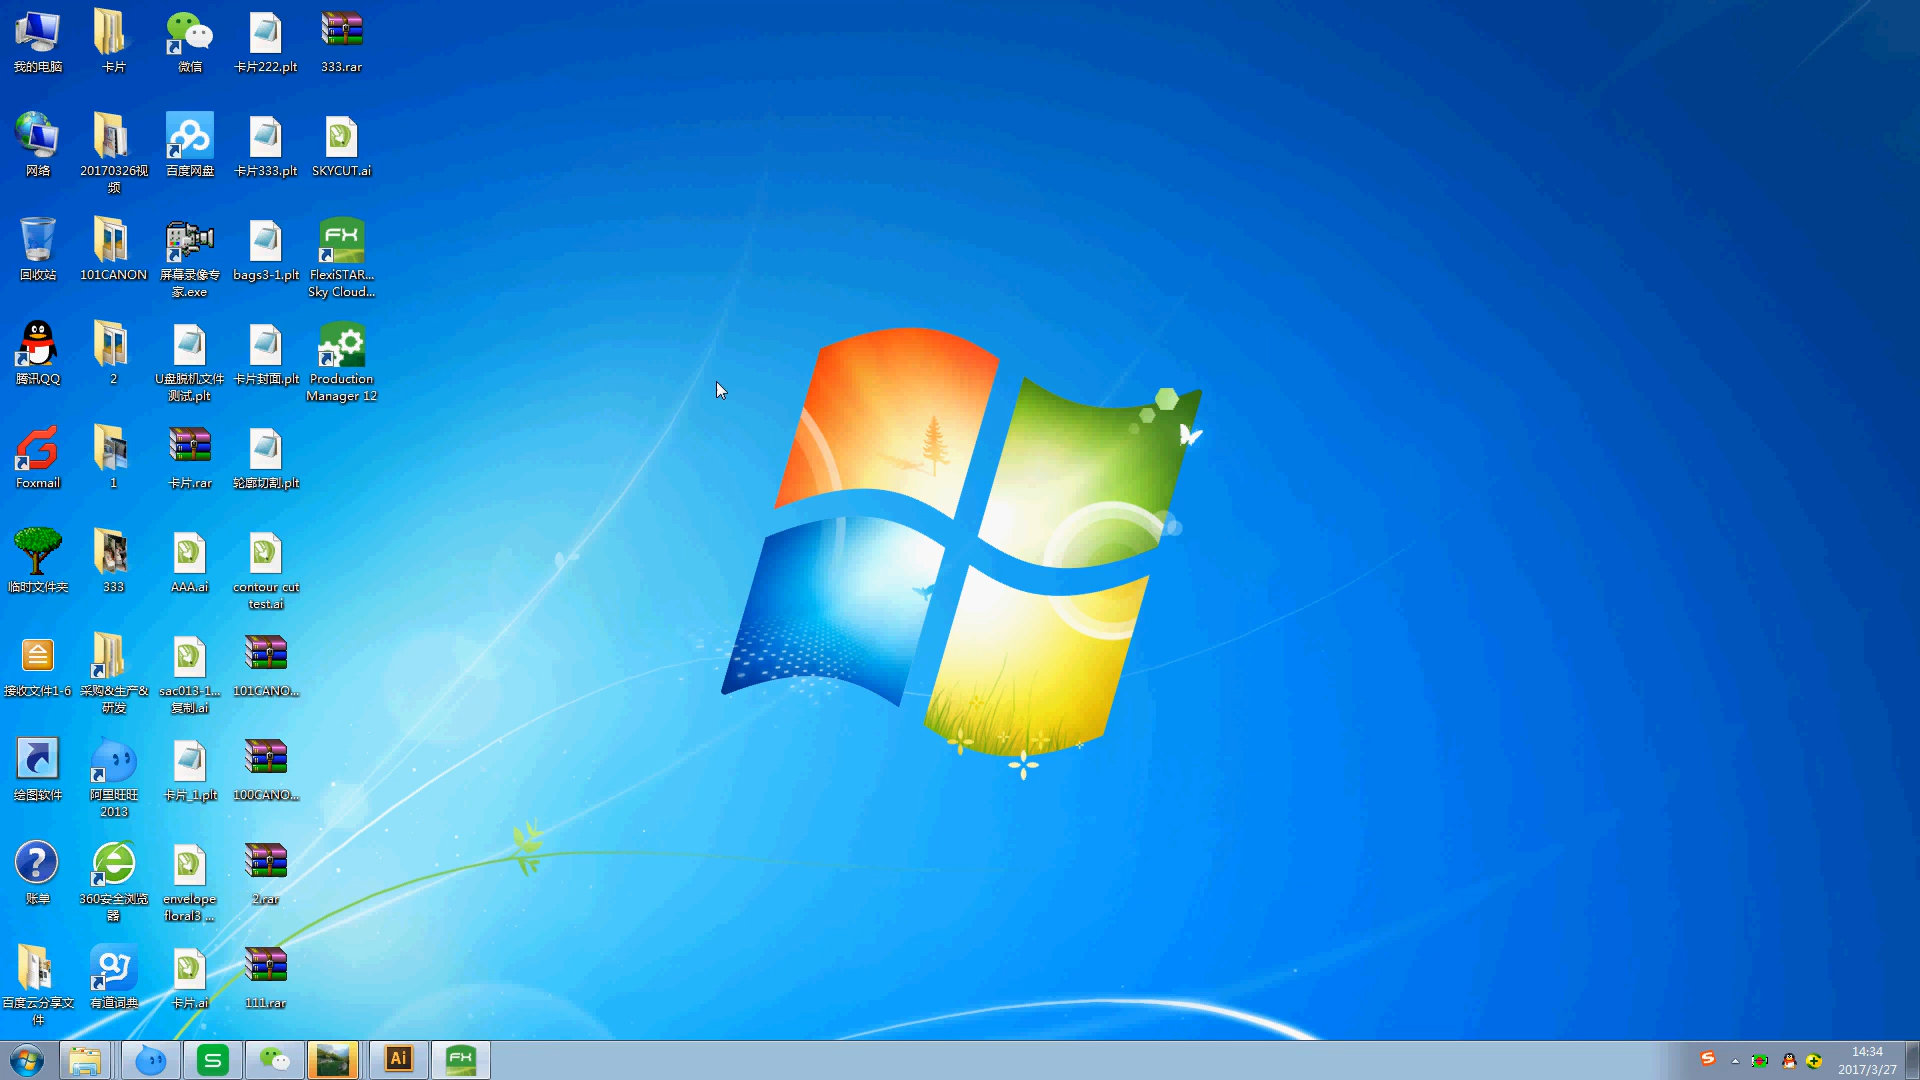 我的电脑
卡片
微信
卡片222.plt
333.rar
网络
20170326视
频
百度网盘
卡片333.plt
SKYCUT.ai
回收站
101CANON
屏幕录像专
家.exe
bags3-1.plt
FX
FlexiSTAR...
Sky Cloud...
腾讯QQ
2
U盘脱机文件
测试.plt
卡片封面.plt
Production
Manager 12
Foxmail
1
卡片.rar
轮廓切割.plt
临时文件夹
333
AAA.ai
contour cut
test.ai
接收文件1-6
采购&生产&
研发
sac013-1...
复制.ai
101CANO...
绘图软件
阿里旺旺
2013
卡片_1.plt
100CANO...
账单
360安全浏览
器
envelope
floral3 ...
2.rar
百度云分享文
件
有道词典
卡片.ai
111.rar
S
Ai
FX
S
14:34
2017/3/27